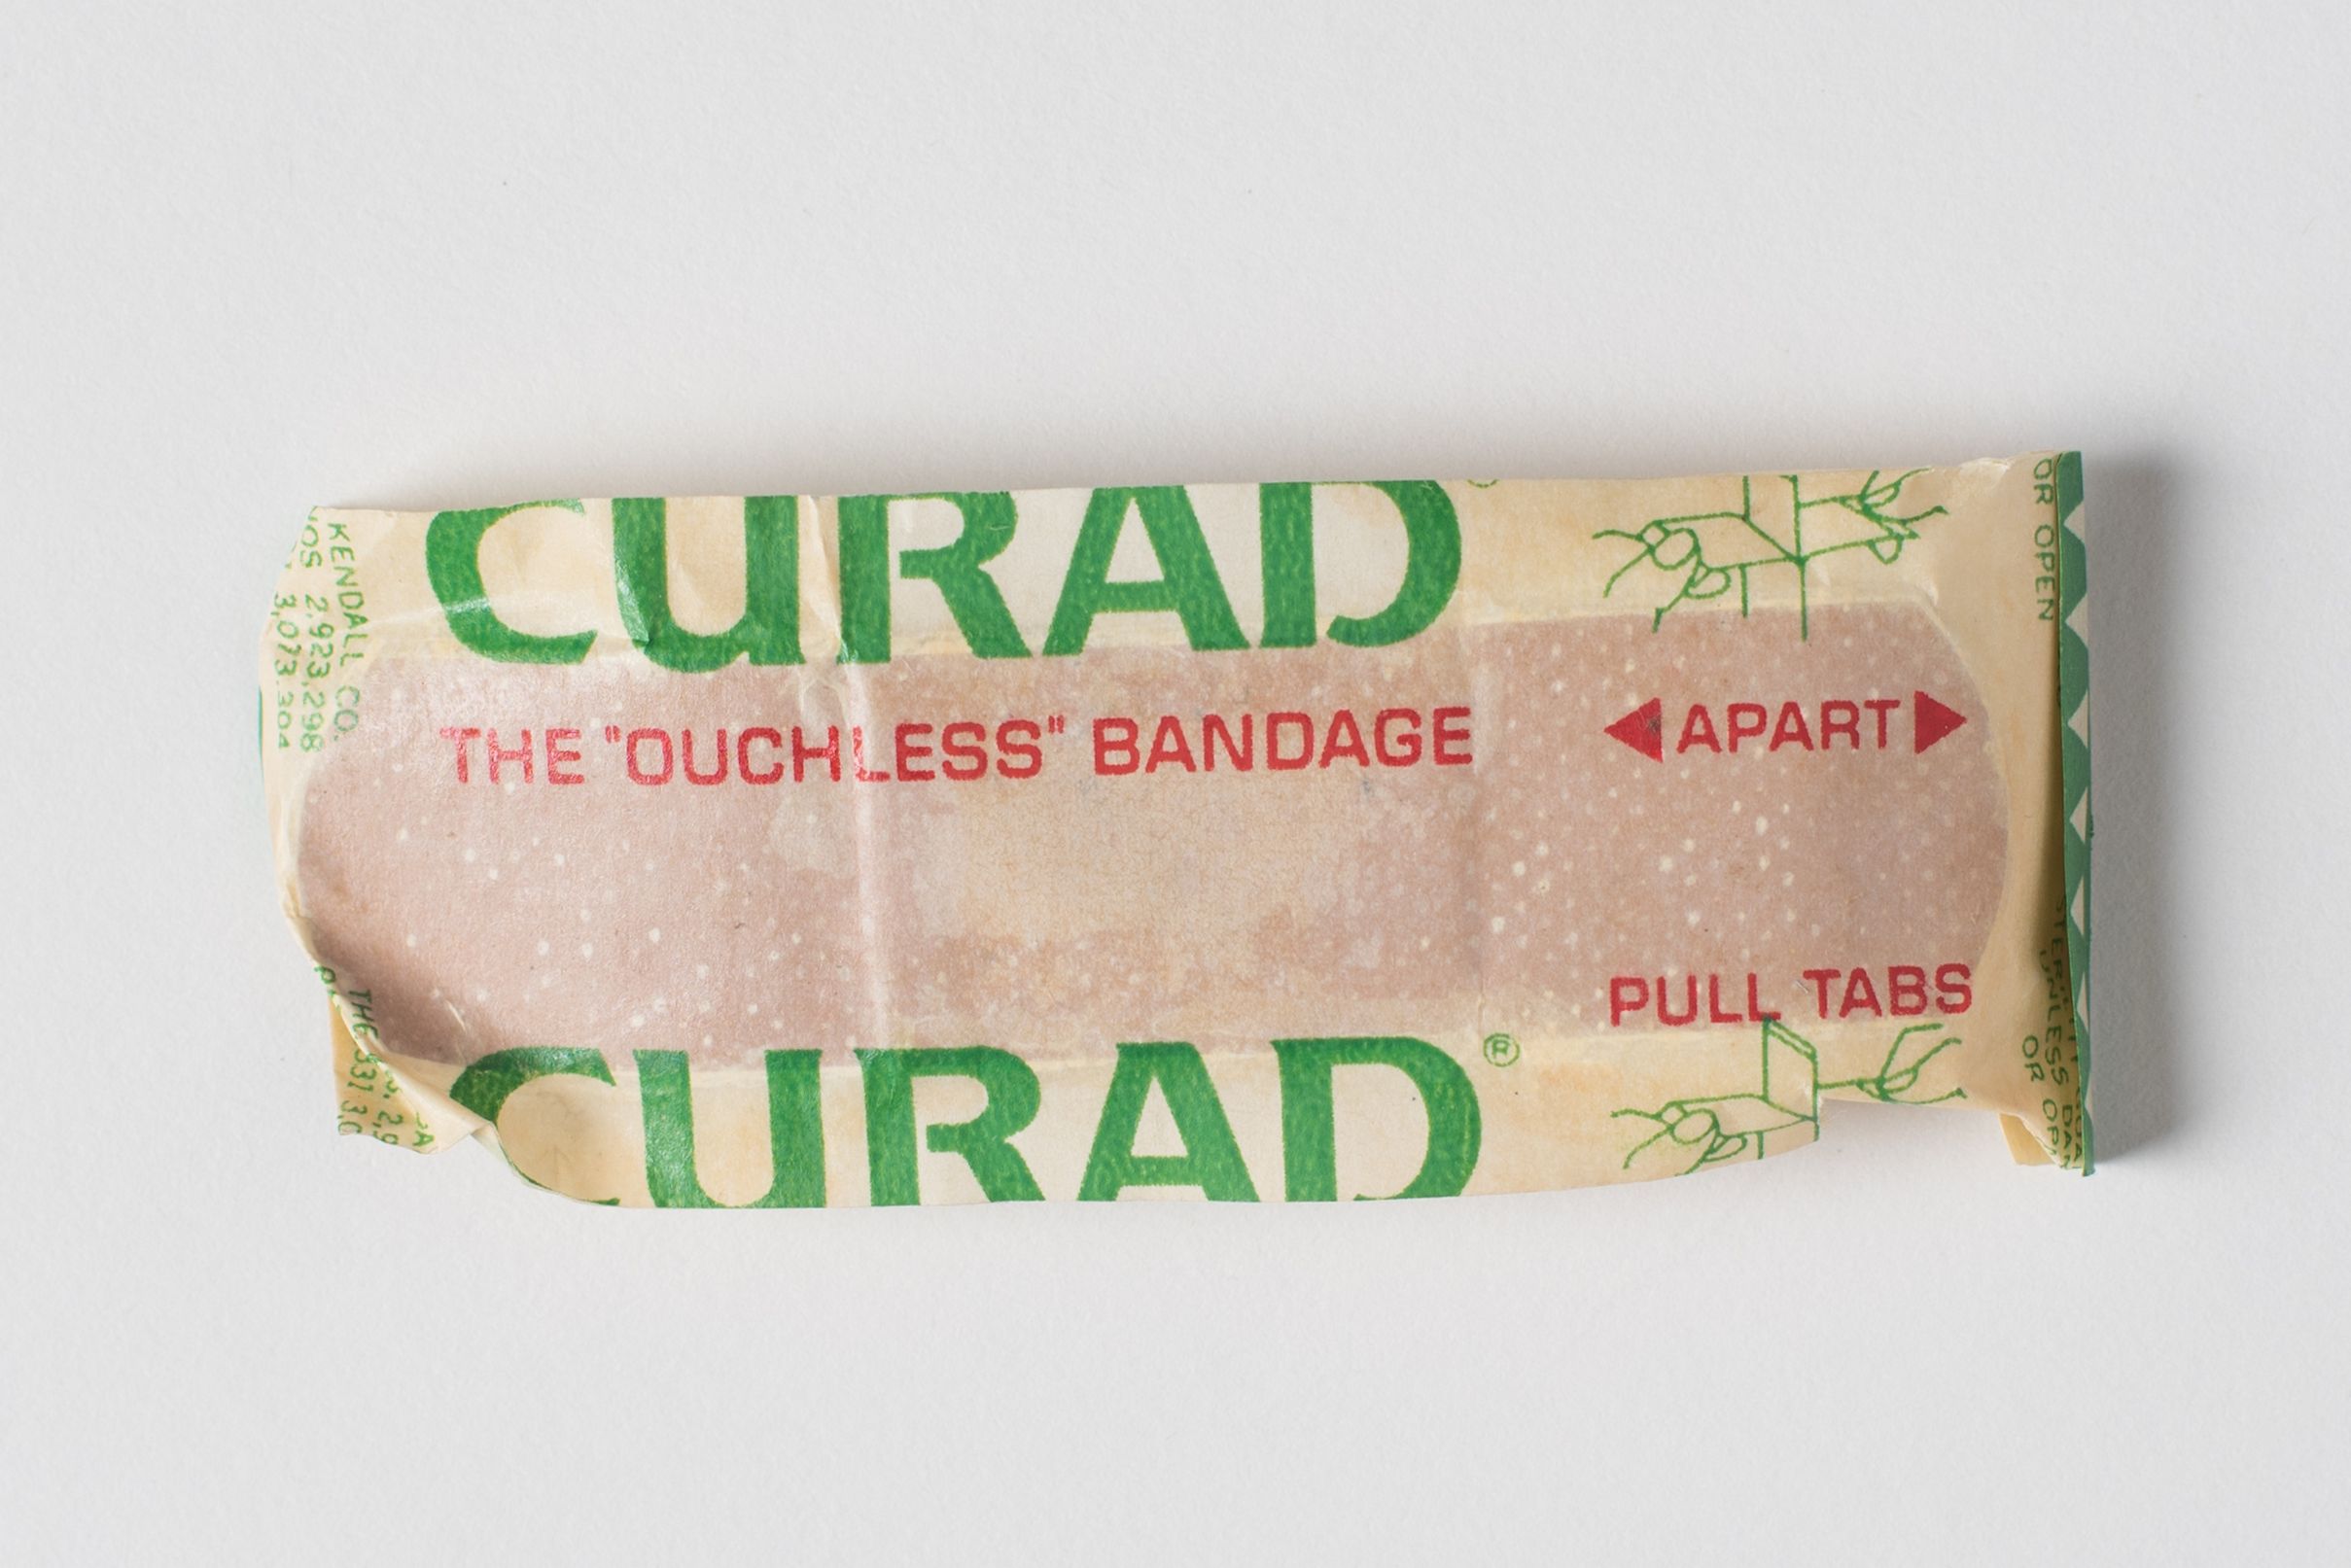 CURAD
THE "OUCHLESS" BANDAGE
◀APART▶
PULL TABS
CURAD®
KENDALL CO.
2,923,298
3,073,304
OR OPEN
THE
UNLESS
OR